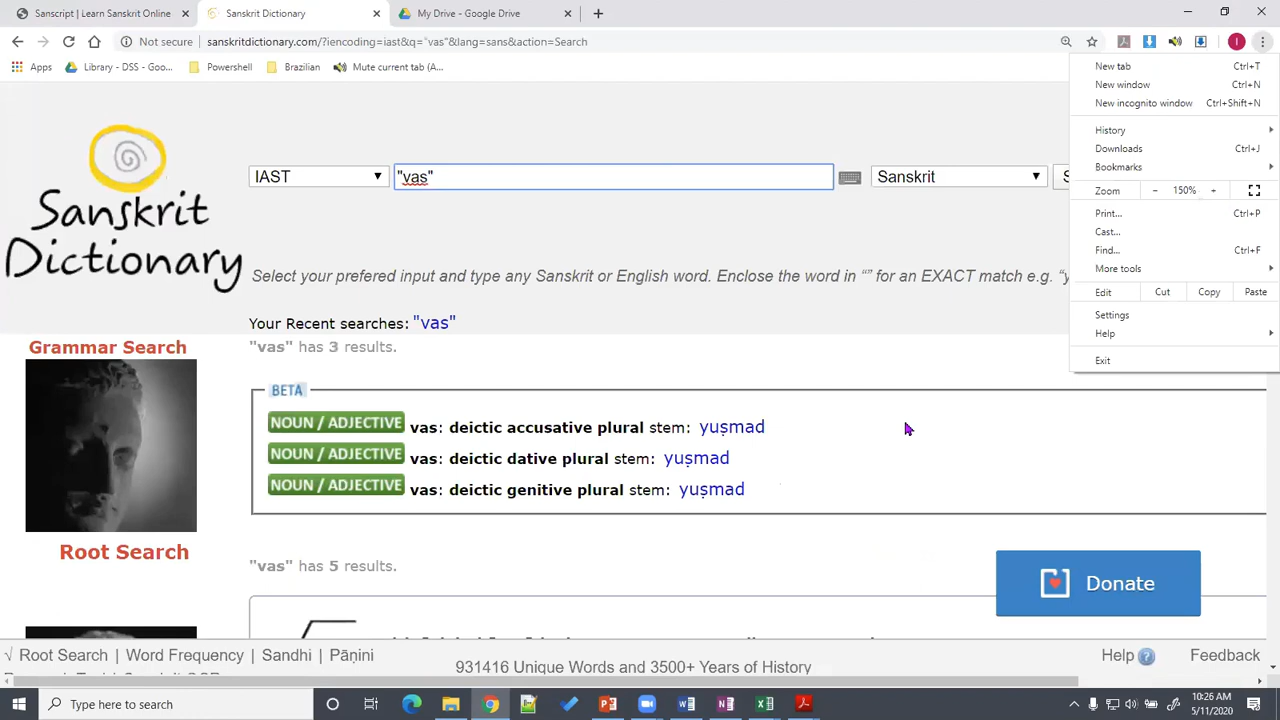 Sanscript | Learn Sanskrit Online
Sanskrit Dictionary
My Drive - Google Drive
Not secure
sanskritdictionary.com/?iencoding=iast&q="vas"&lang=sans&action=Search
Apps
Library - DSS - Goo...
Powershell
Brazilian
Mute current tab (A...
New tab Ctrl+T
New window Ctrl+W
New incognito window Ctrl+Shift+N
History
Downloads Ctrl+J
Bookmarks
Zoom - 150% +
Print... Ctrl+P
Cast...
Find... Ctrl+F
More tools
Edit Cut Copy Paste
Settings
Help
Exit
Sanskrit
Dictionary
IAST
"vas"
Sanskrit
S
Select your prefered input and type any Sanskrit or English word. Enclose the word in “” for an EXACT match e.g. “y
Your Recent searches: "vas"
Grammar Search
"vas" has 3 results.
BETA
NOUN / ADJECTIVE vas: deictic accusative plural stem: yuṣmad
NOUN / ADJECTIVE vas: deictic dative plural stem: yuṣmad
NOUN / ADJECTIVE vas: deictic genitive plural stem: yuṣmad
Root Search
"vas" has 5 results.
Donate
√ Root Search | Word Frequency | Sandhi | Pāṇini
931416 Unique Words and 3500+ Years of History
Help
Feedback
Type here to search
10:26 AM
5/11/2020